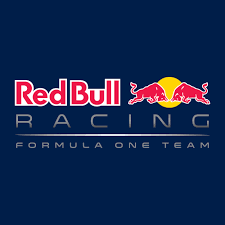 Red Bull
RACING
FORMULA ONE TEAM